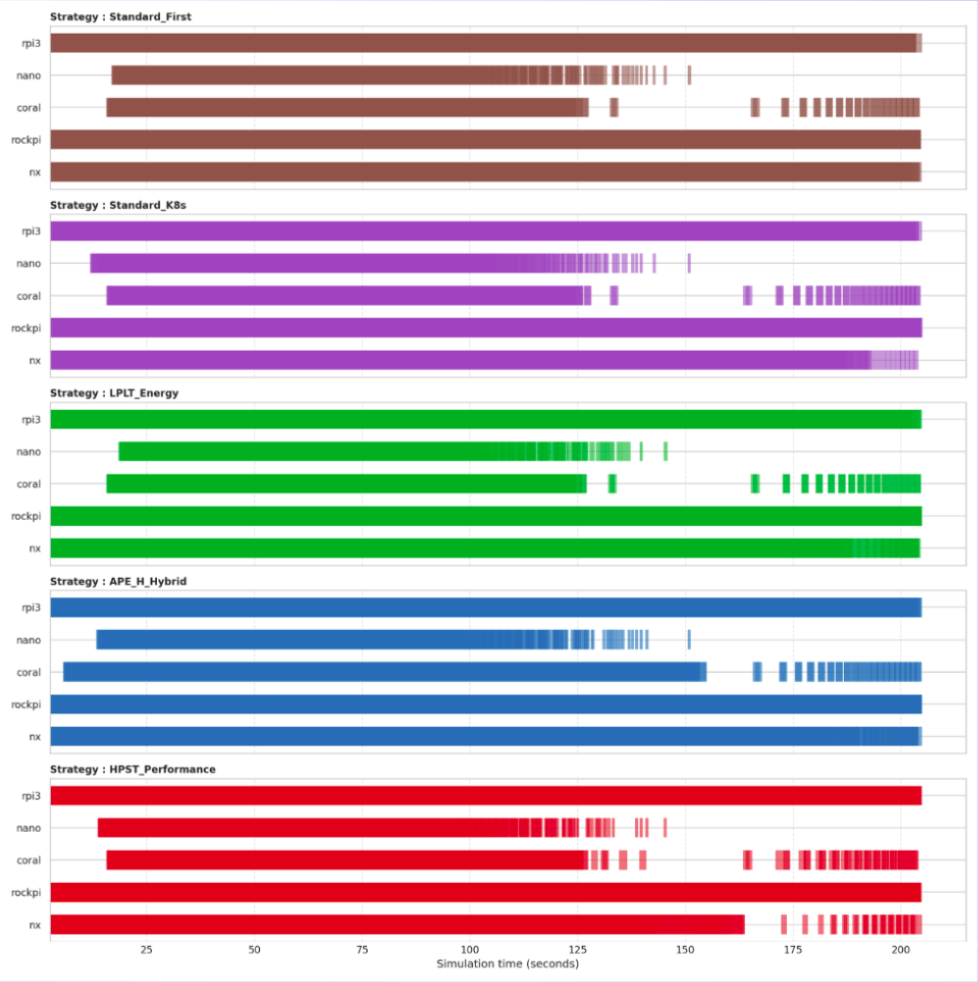 Strategy : Standard_First
rpi3
nano
coral
rockpi
nx
Strategy : Standard_K8s
rpi3
nano
coral
rockpi
nx
Strategy : LPLT_Energy
rpi3
nano
coral
rockpi
nx
Strategy : APE_H_Hybrid
rpi3
nano
coral
rockpi
nx
Strategy : HPST_Performance
rpi3
nano
coral
rockpi
nx
25 50 75 100 125 150 175 200
Simulation time (seconds)